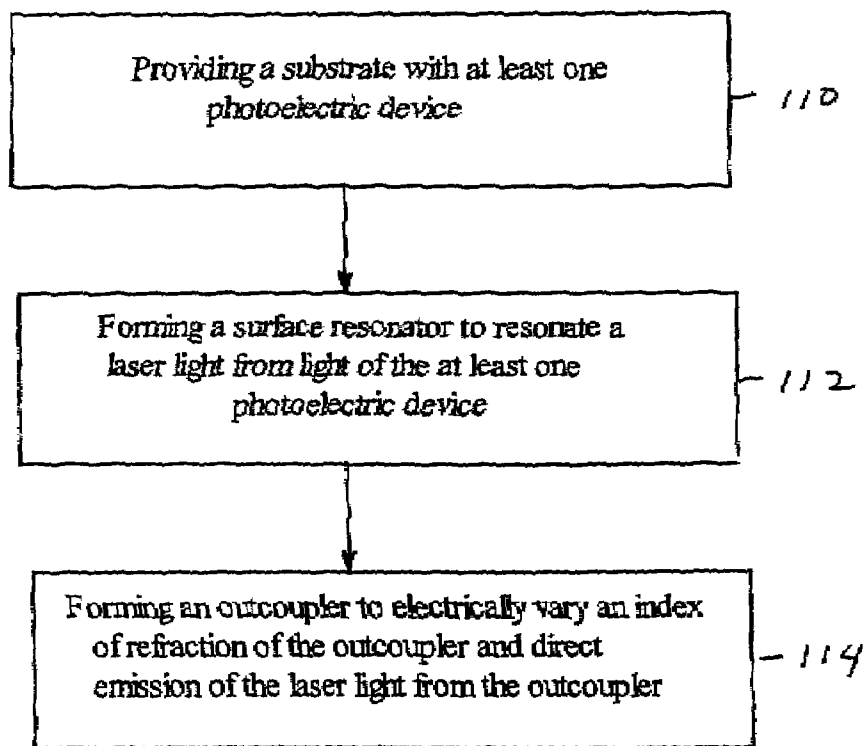 Providing a substrate with at least one
photoelectric device
110
Forming a surface resonator to resonate a
laser light from light of the at least one
photoelectric device
112
Forming an outcoupler to electrically vary an index
of refraction of the outcoupler and direct
emission of the laser light from the outcoupler
114